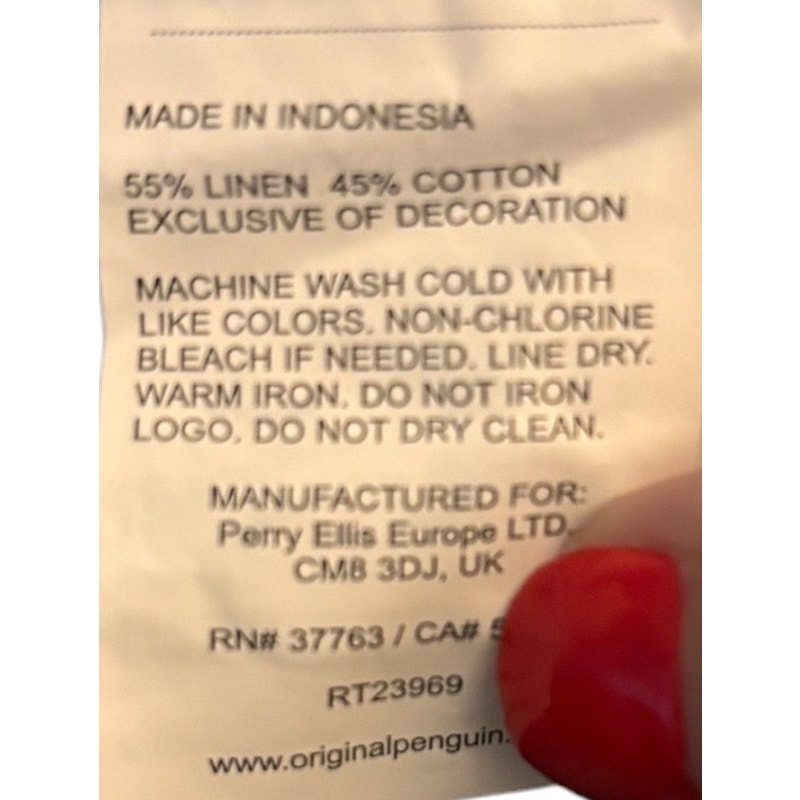 MADE IN INDONESIA
55% LINEN 45% COTTON
EXCLUSIVE OF DECORATION
MACHINE WASH COLD WITH
LIKE COLORS. NON-CHLORINE
BLEACH IF NEEDED. LINE DRY.
WARM IRON. DO NOT IRON
LOGO. DO NOT DRY CLEAN.
MANUFACTURED FOR:
Perry Ellis Europe LTD.
CM8 3DJ, UK
RN# 37763 / CA#
RT23969
www.originalpenguin.